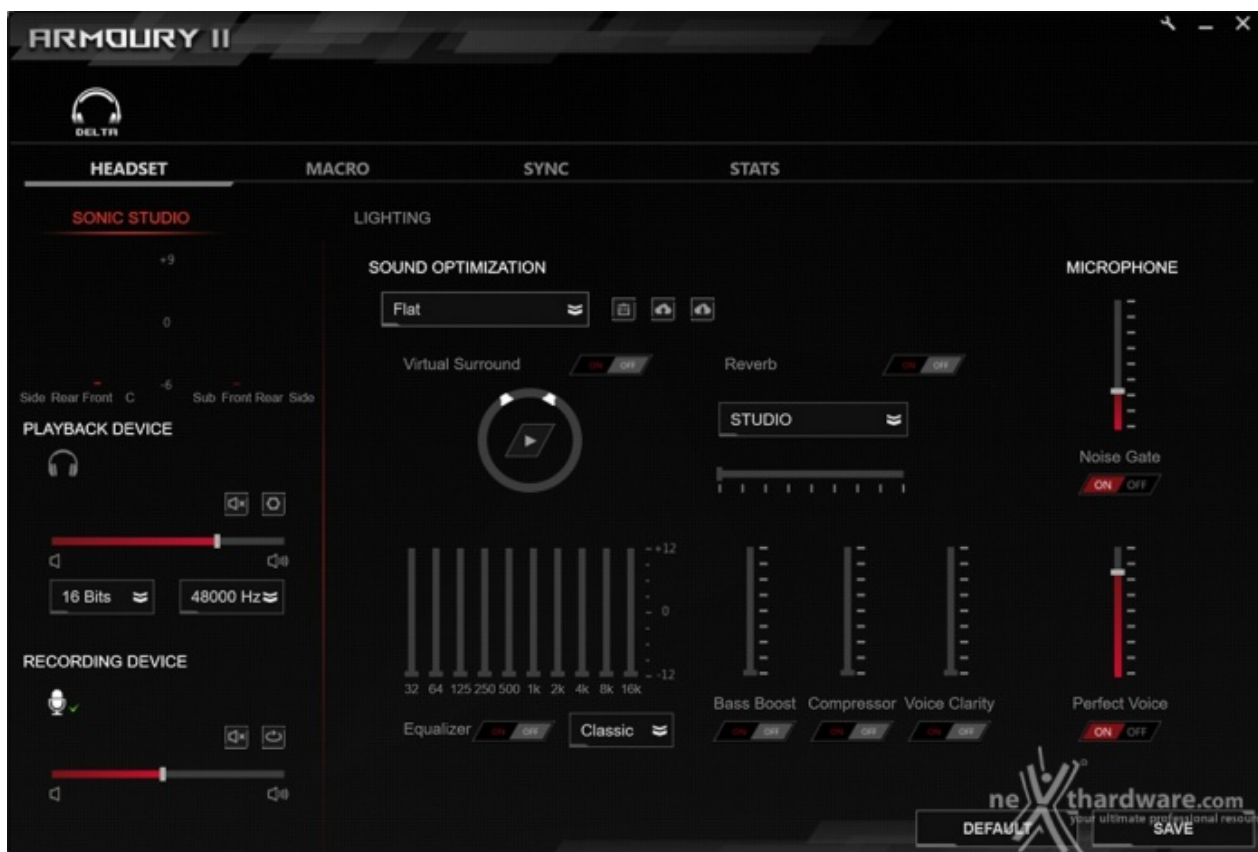 ARMOURY II
DELTA
HEADSET MACRO SYNC STATS
SONIC STUDIO LIGHTING
+9
0
-6
Side Rear Front C Sub Front Rear Side
PLAYBACK DEVICE
16 Bits 48000 Hz
RECORDING DEVICE
SOUND OPTIMIZATION
Flat
Virtual Surround ON OFF
Reverb ON OFF
STUDIO
+12
0
-12
32 64 125 250 500 1k 2k 4k 8k 16k
Equalizer ON OFF Classic
Bass Boost Compressor Voice Clarity
ON OFF ON OFF ON OFF
MICROPHONE
Noise Gate
ON OFF
Perfect Voice
ON OFF
nexthardware.com
your ultimate professional resour
DEFAULT SAVE